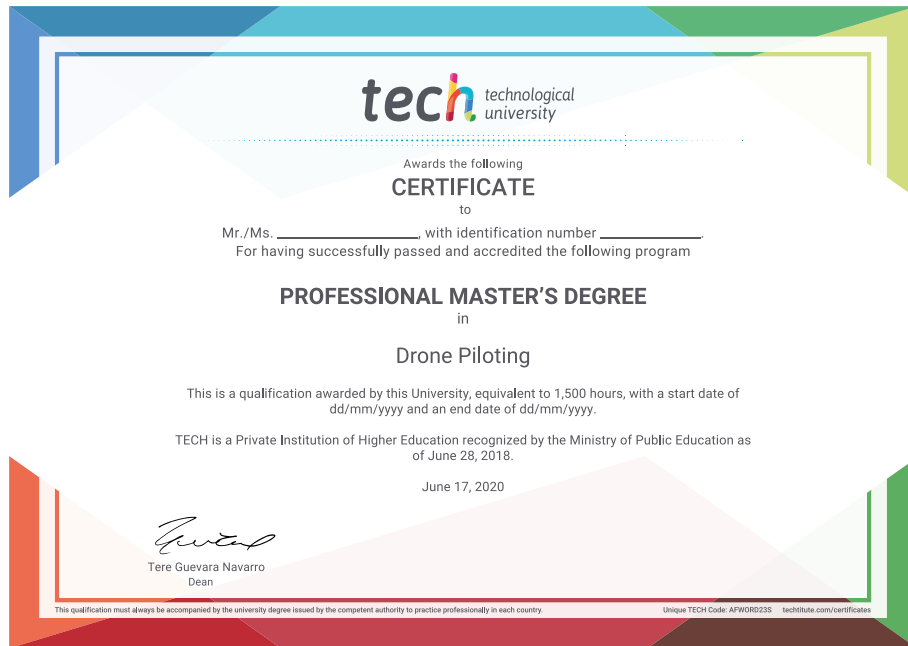 tech technological
university
Awards the following
CERTIFICATE
to
Mr./Ms. ____________________, with identification number ______________.
For having successfully passed and accredited the following program
PROFESSIONAL MASTER'S DEGREE
in
Drone Piloting
This is a qualification awarded by this University, equivalent to 1,500 hours, with a start date of
dd/mm/yyyy and an end date of dd/mm/yyyy.
TECH is a Private Institution of Higher Education recognized by the Ministry of Public Education as
of June 28, 2018.
June 17, 2020
Tere Guevara Navarro
Dean
This qualification must always be accompanied by the university degree issued by the competent authority to practice professionally in each country. Unique TECH Code: AFWORD23S techtitute.com/certificates